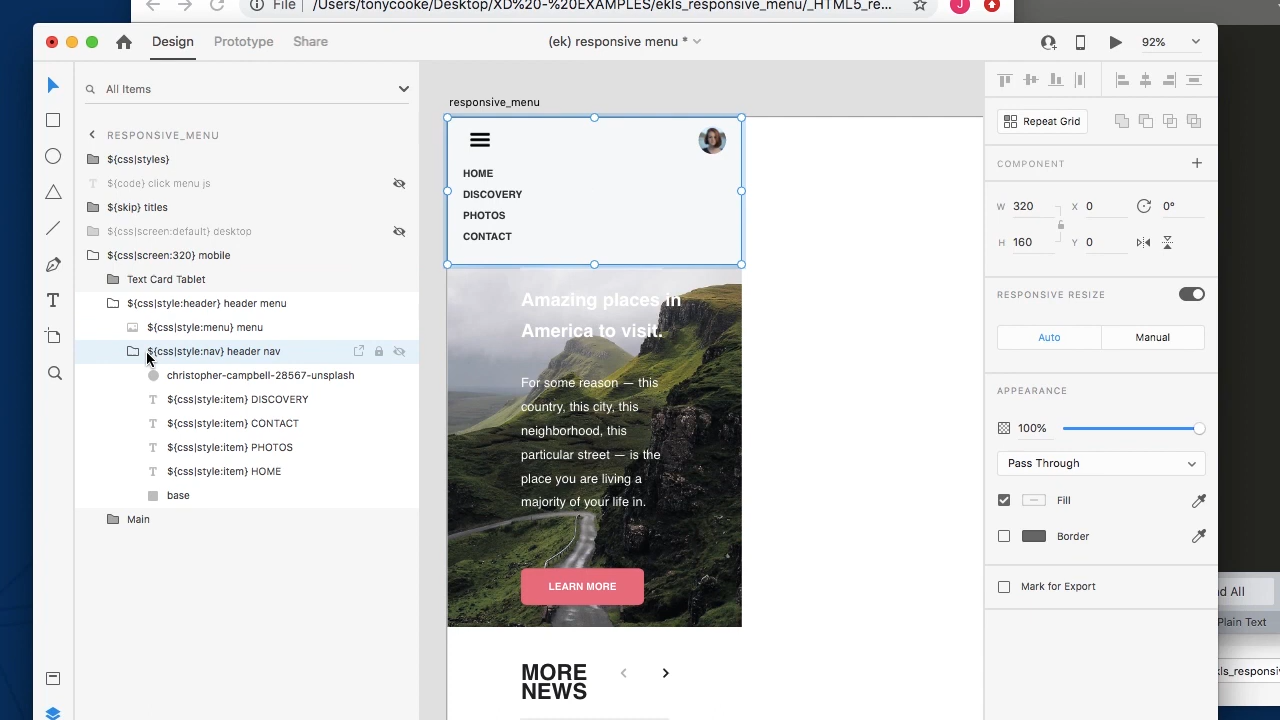 File
/Users/tonycooke/Desktop/XD%20-%20EXAMPLES/ekls_responsive_menu/_HTML5_re...
J
Design
Prototype
Share
(ek) responsive menu *
92%
All Items
RESPONSIVE_MENU
${css|styles}
${code} click menu js
${skip} titles
${css|screen:default} desktop
${css|screen:320} mobile
Text Card Tablet
${css|style:header} header menu
${css|style:menu} menu
${css|style:nav} header nav
christopher-campbell-28567-unsplash
${css|style:item} DISCOVERY
${css|style:item} CONTACT
${css|style:item} PHOTOS
${css|style:item} HOME
base
Main
responsive_menu
HOME
DISCOVERY
PHOTOS
CONTACT
Amazing places in
America to visit.
For some reason — this
country, this city, this
neighborhood, this
particular street — is the
place you are living a
majority of your life in.
LEARN MORE
MORE
NEWS
Repeat Grid
COMPONENT
W 320 X 0 0°
H 160 Y 0
RESPONSIVE RESIZE
Auto Manual
APPEARANCE
100%
Pass Through
Fill
Border
Mark for Export
d All
Plain Text
kls_responsive